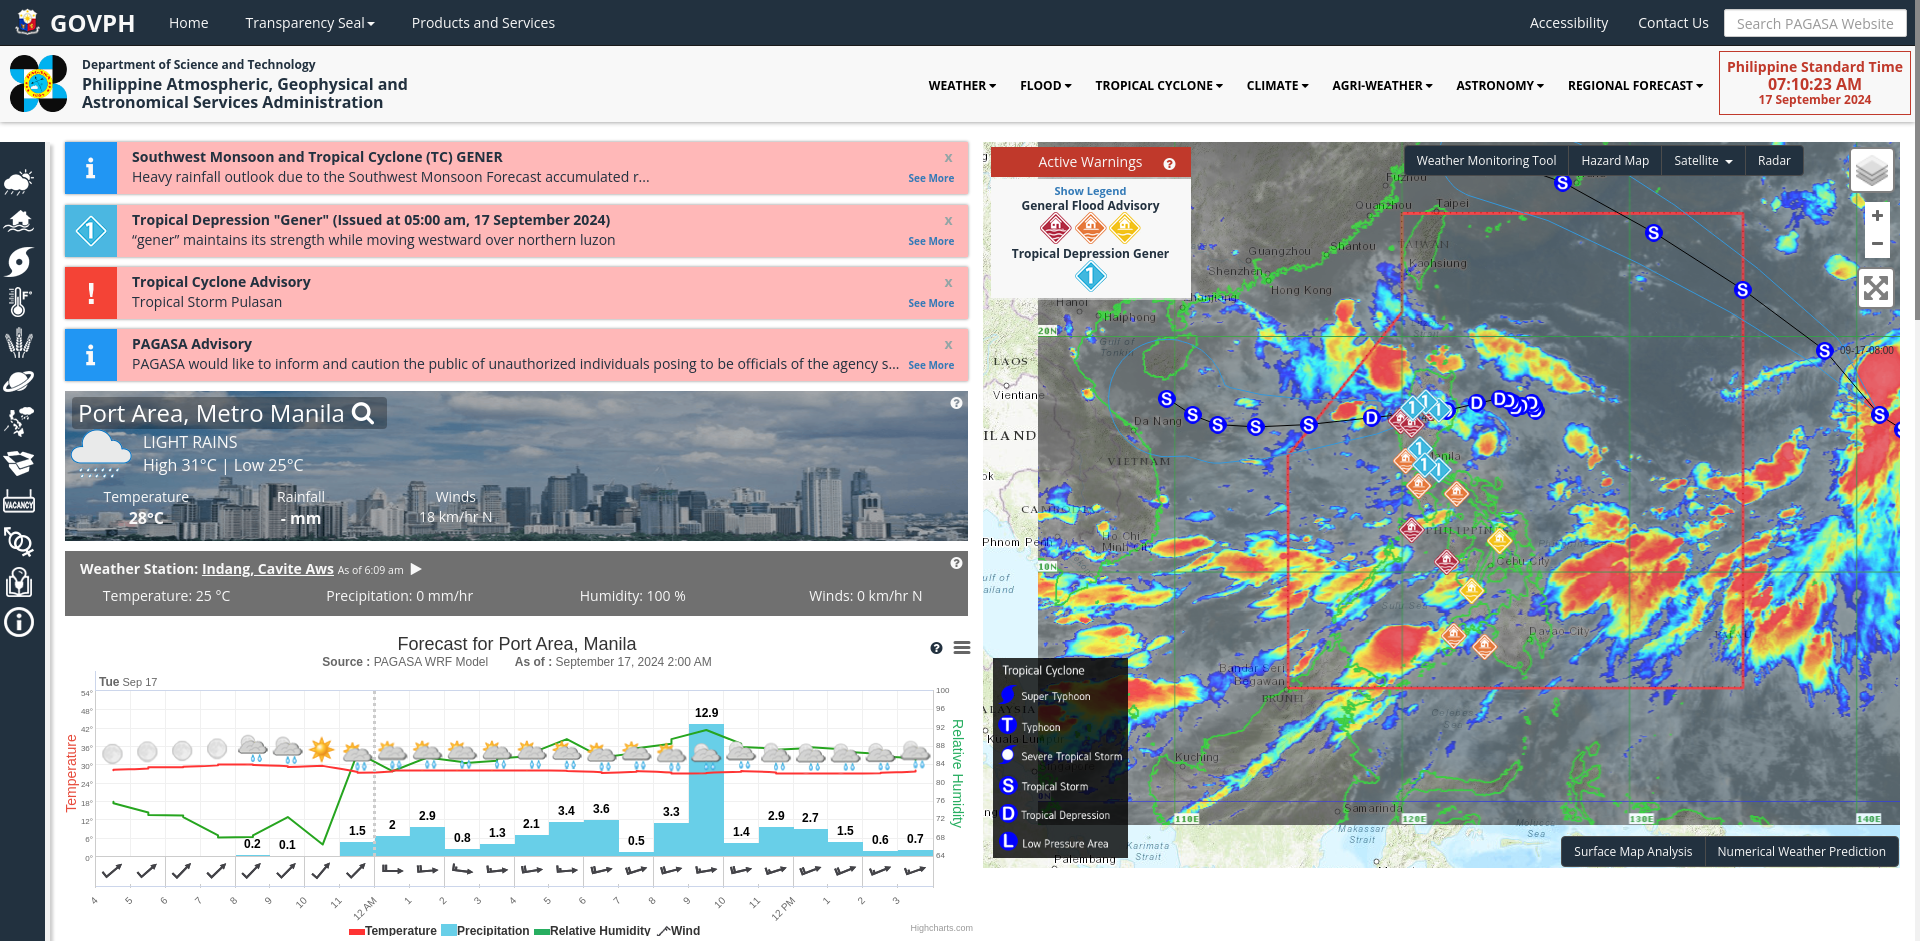 GOVPH
Home
Transparency Seal
Products and Services
Accessibility
Contact Us
Search PAGASA Website
Department of Science and Technology
Philippine Atmospheric, Geophysical and
Astronomical Services Administration
WEATHER
FLOOD
TROPICAL CYCLONE
CLIMATE
AGRI-WEATHER
ASTRONOMY
REGIONAL FORECAST
Philippine Standard Time
07:10:23 AM
17 September 2024
Southwest Monsoon and Tropical Cyclone (TC) GENER
x
Heavy rainfall outlook due to the Southwest Monsoon Forecast accumulated r...
See More
1
Tropical Depression "Gener" (Issued at 05:00 am, 17 September 2024)
x
“gener” maintains its strength while moving westward over northern luzon
See More
!
Tropical Cyclone Advisory
x
Tropical Storm Pulasan
See More
PAGASA Advisory
x
PAGASA would like to inform and caution the public of unauthorized individuals posing to be officials of the agency s...
See More
Port Area, Metro Manila
LIGHT RAINS
High 31°C | Low 25°C
Temperature
28°C
Rainfall
- mm
Winds
18 km/hr N
Weather Station: Indang, Cavite Aws As of 6:09 am
Temperature: 25 °C
Precipitation: 0 mm/hr
Humidity: 100 %
Winds: 0 km/hr N
Forecast for Port Area, Manila
Source : PAGASA WRF Model As of : September 17, 2024 2:00 AM
Tue Sep 17
Temperature
54°
48°
42°
36°
30°
24°
18°
12°
6°
0°
0.2
0.1
1.5
2
2.9
0.8
1.3
2.1
3.4
3.6
0.5
3.3
12.9
1.4
2.9
2.7
1.5
0.6
0.7
100
96
92
88
84
80
76
72
68
64
Relative Humidity
4
5
6
7
8
9
10
11
12 AM
1
2
3
4
5
6
7
8
9
10
11
12 PM
1
2
3
Temperature
Precipitation
Relative Humidity
Wind
Highcharts.com
VACANCY
Active Warnings
Show Legend
General Flood Advisory
Tropical Depression Gener
1
Weather Monitoring Tool
Hazard Map
Satellite
Radar
+
−
Fuzhou
Quanzhou
Taipei
TAIWAN
Kaohsiung
Guangzhou
Shantou
Shenzhen
Hong Kong
Zhanjiang
Hanoi
Haiphong
20N
Gulf of
Tonkin
LAOS
Vientiane
09-17-08:00
Da Nang
ILAND
VIETNAM
Manila
CAMBODIA
Phnom Penh
Ho Chi
Minh City
PHILIPPINES
Cebu City
10N
ulf of
ailand
Sulu Sea
Davao City
PALAU
Bandar Seri
Begawan
BRUNEI
Celebes
Sea
ALAYSIA
Kuala Lumpur
Kuching
Samarinda
110E
120E
130E
140E
Karimata
Strait
Makassar
Strait
Molucca
Sea
Palembang
Tropical Cyclone
Super Typhoon
T Typhoon
Severe Tropical Storm
S Tropical Storm
D Tropical Depression
L Low Pressure Area
Surface Map Analysis
Numerical Weather Prediction